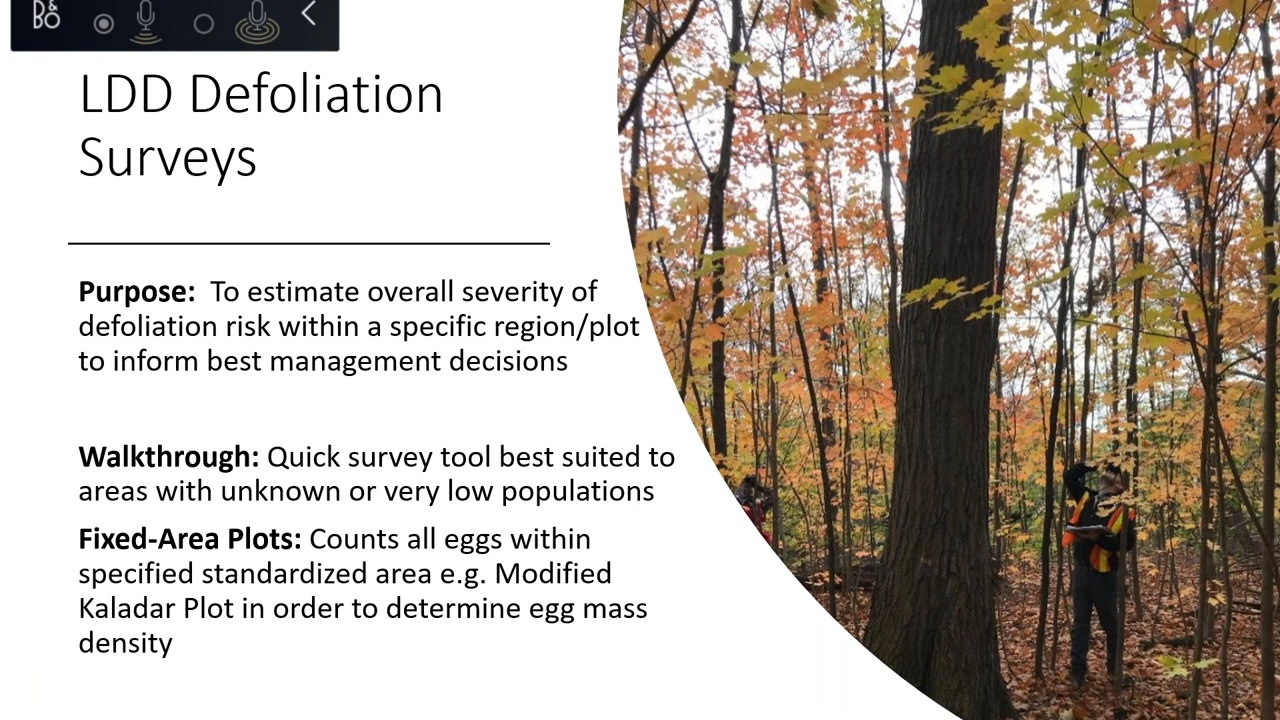 B&O
LDD Defoliation
Surveys
Purpose:  To estimate overall severity of
defoliation risk within a specific region/plot
to inform best management decisions
Walkthrough: Quick survey tool best suited to
areas with unknown or very low populations
Fixed-Area Plots: Counts all eggs within
specified standardized area e.g. Modified
Kaladar Plot in order to determine egg mass
density